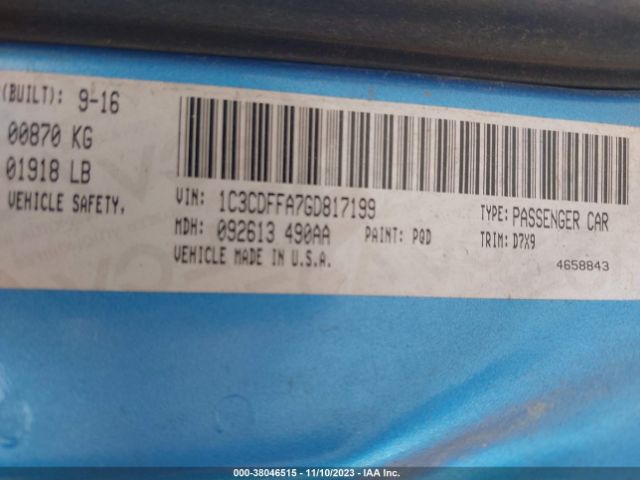 (BUILT): 9-16
00870 KG
01918 LB
VEHICLE SAFETY.
VIN: 1C3CDFFA7GD817199
TYPE: PASSENGER CAR
MDH: 092613 490AA PAINT: PQD
TRIM: D7X9
VEHICLE MADE IN U.S.A.
4658843
000-38046515 - 11/10/2023 - IAA Inc.